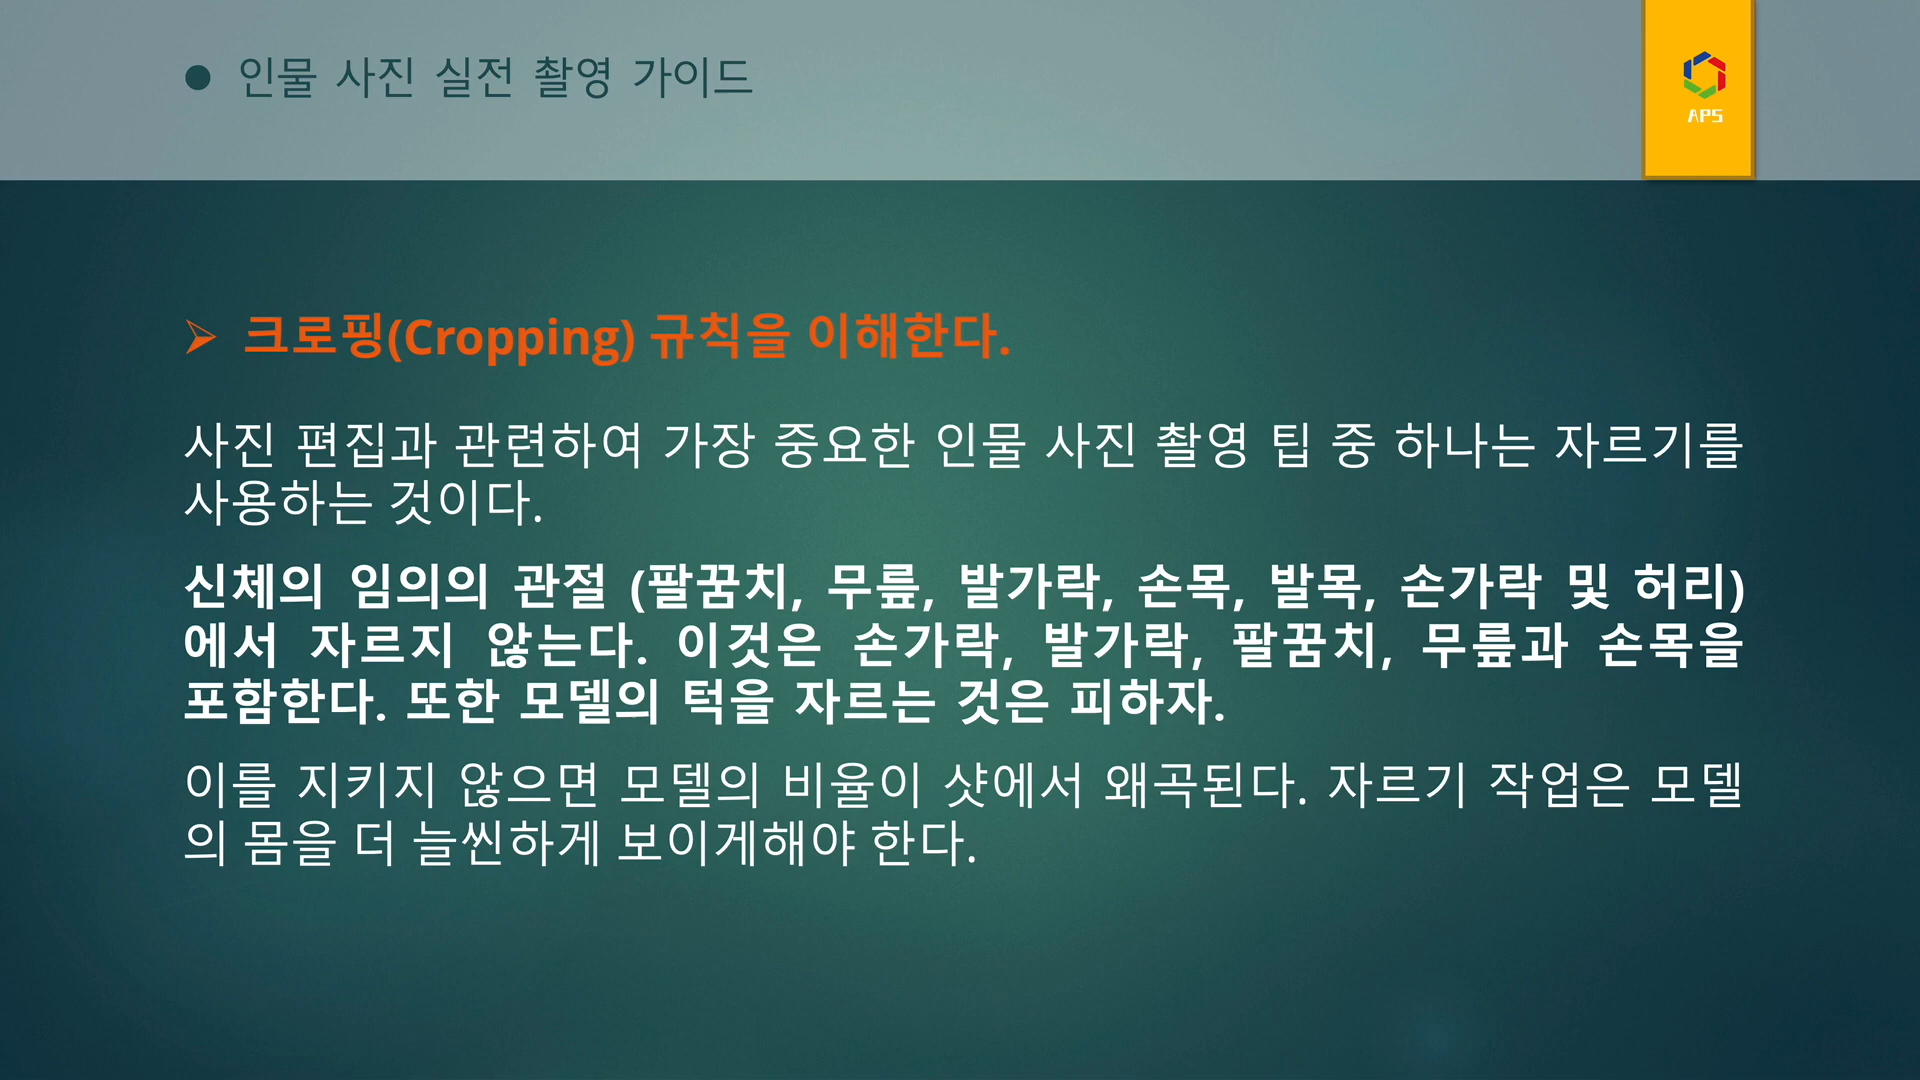 ● 인물 사진 실전 촬영 가이드
APS
➢ 크로핑(Cropping) 규칙을 이해한다.
사진 편집과 관련하여 가장 중요한 인물 사진 촬영 팁 중 하나는 자르기를
사용하는 것이다.
신체의 임의의 관절 (팔꿈치, 무릎, 발가락, 손목, 발목, 손가락 및 허리)
에서 자르지 않는다. 이것은 손가락, 발가락, 팔꿈치, 무릎과 손목을
포함한다. 또한 모델의 턱을 자르는 것은 피하자.
이를 지키지 않으면 모델의 비율이 샷에서 왜곡된다. 자르기 작업은 모델
의 몸을 더 늘씬하게 보이게해야 한다.